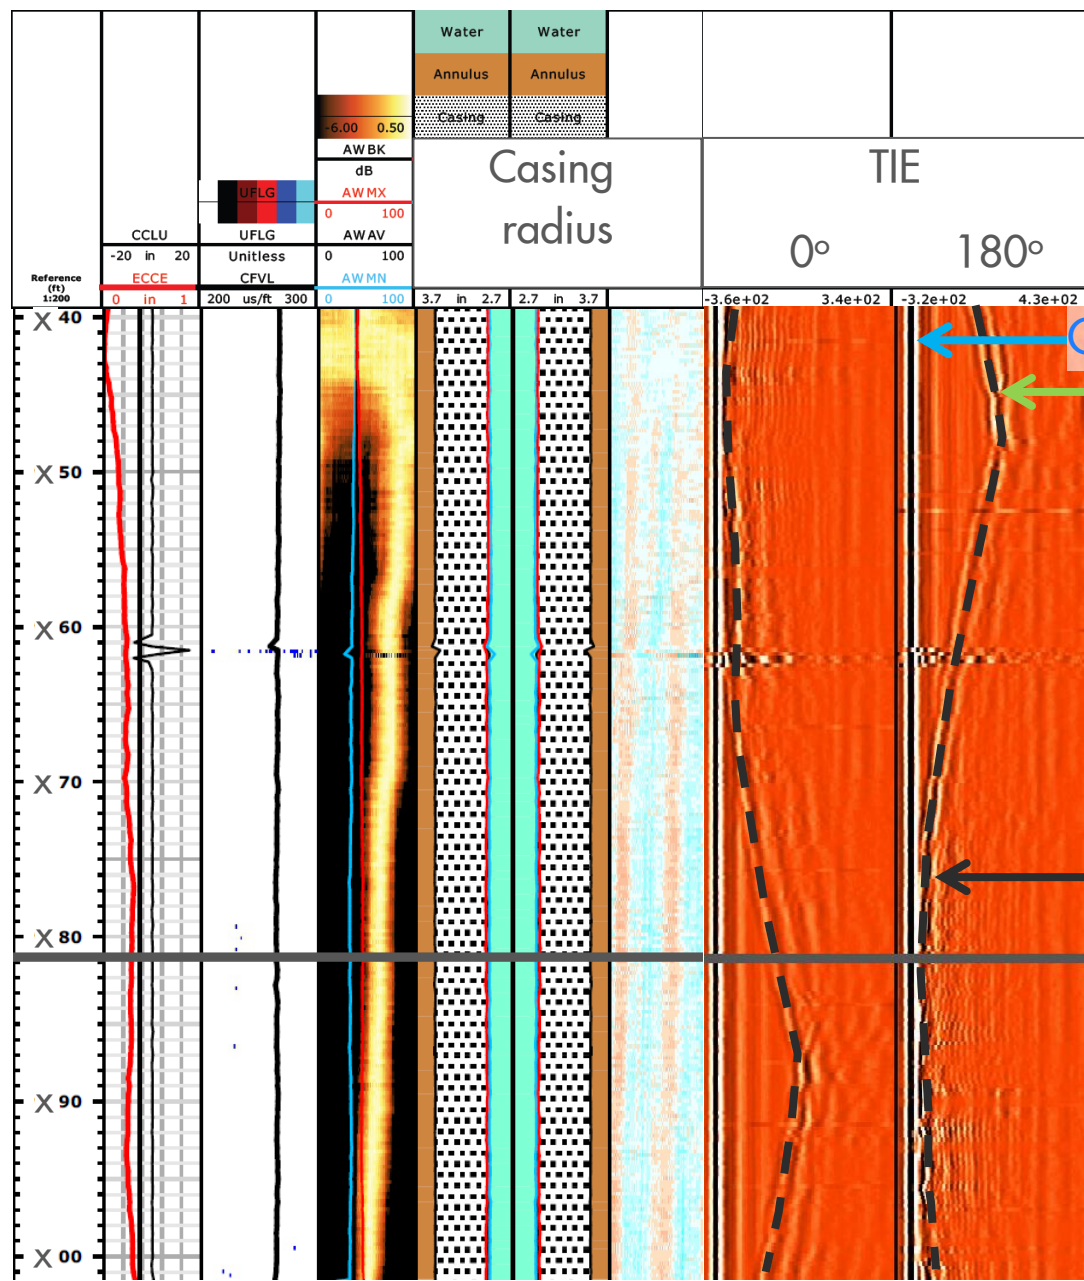 Water Water
Annulus Annulus
Casing Casing
-6.00 0.50
AWBK
dB
UFLG AWMX
0 100
CCLU UFLG AWAV
-20 in 20 Unitless 0 100
Reference
(ft)
1:200
ECCE CFVL AWMN
0 in 1 200 us/ft 300 0 100
Casing
radius
3.7 in 2.7 2.7 in 3.7
TIE
0º 180º
-3.6e+02 3.4e+02 -3.2e+02 4.3e+02
X 40
X 50
X 60
X 70
X 80
X 90
X 00